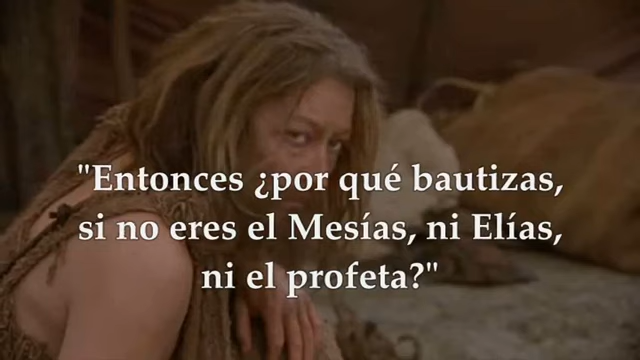 "Entonces ¿por qué bautizas,
si no eres el Mesías, ni Elías,
ni el profeta?"